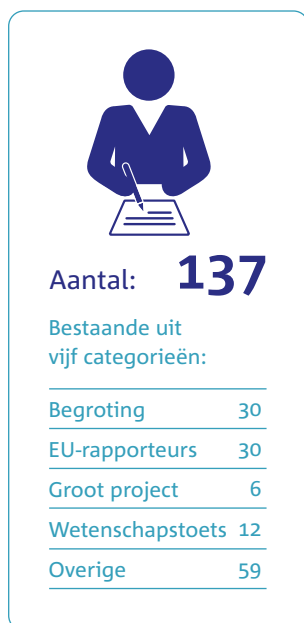 Aantal: 137
Bestaande uit
vijf categorieën:
Begroting 30
EU-rapporteurs 30
Groot project 6
Wetenschapstoets 12
Overige 59